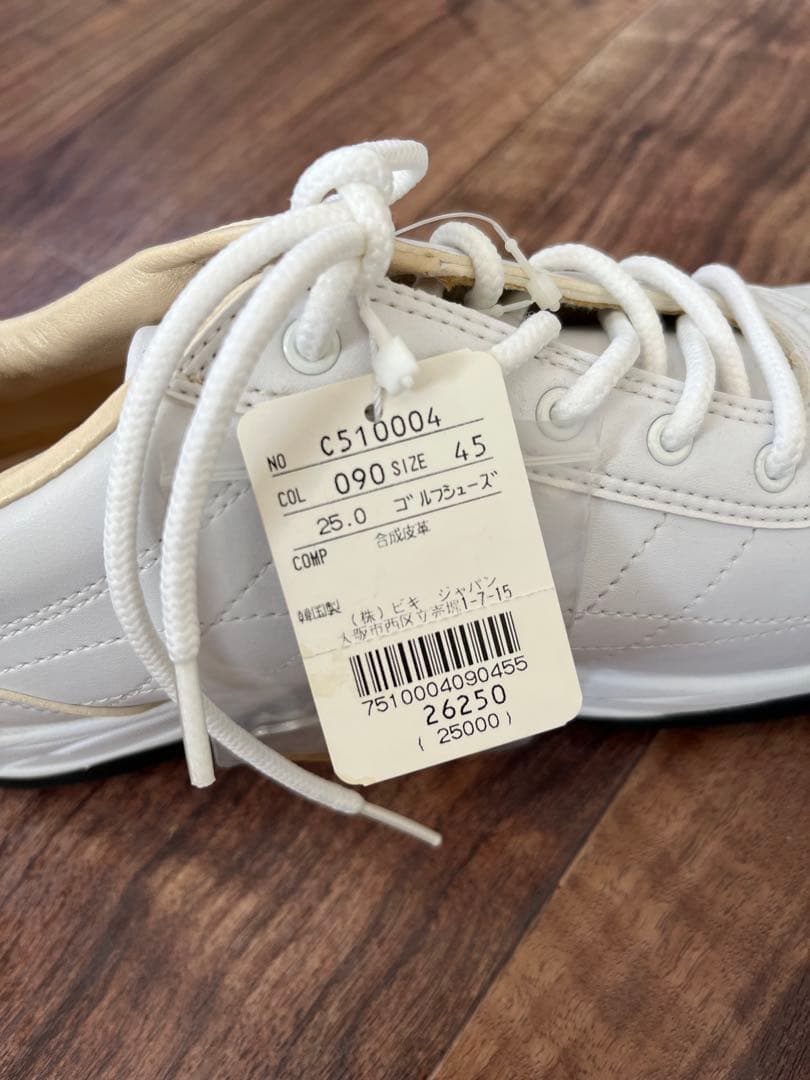 NO C510004
COL 090 SIZE 45
25.0 ゴルフシューズ
COMP 合成皮革
韓国製 (株)ビキ ジャパン
大阪市西区立売堀1-7-15
7510004090455
26250
(25000)